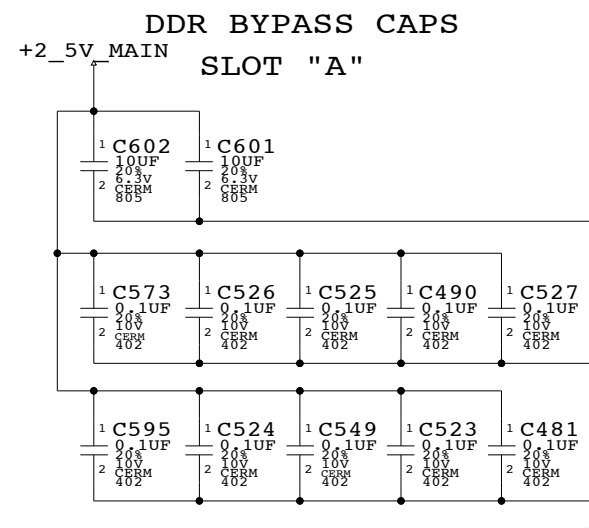 DDR BYPASS CAPS
+2_5V_MAIN
SLOT "A"
1 C602
10UF
20%
6.3V
2 CERM
805
1 C601
10UF
20%
6.3V
2 CERM
805
1 C573
0.1UF
20%
10V
2 CERM
402
1 C526
0.1UF
20%
10V
2 CERM
402
1 C525
0.1UF
20%
10V
2 CERM
402
1 C490
0.1UF
20%
10V
2 CERM
402
1 C527
0.1UF
20%
10V
2 CERM
402
1 C595
0.1UF
20%
10V
2 CERM
402
1 C524
0.1UF
20%
10V
2 CERM
402
1 C549
0.1UF
20%
10V
2 CERM
402
1 C523
0.1UF
20%
10V
2 CERM
402
1 C481
0.1UF
20%
10V
2 CERM
402